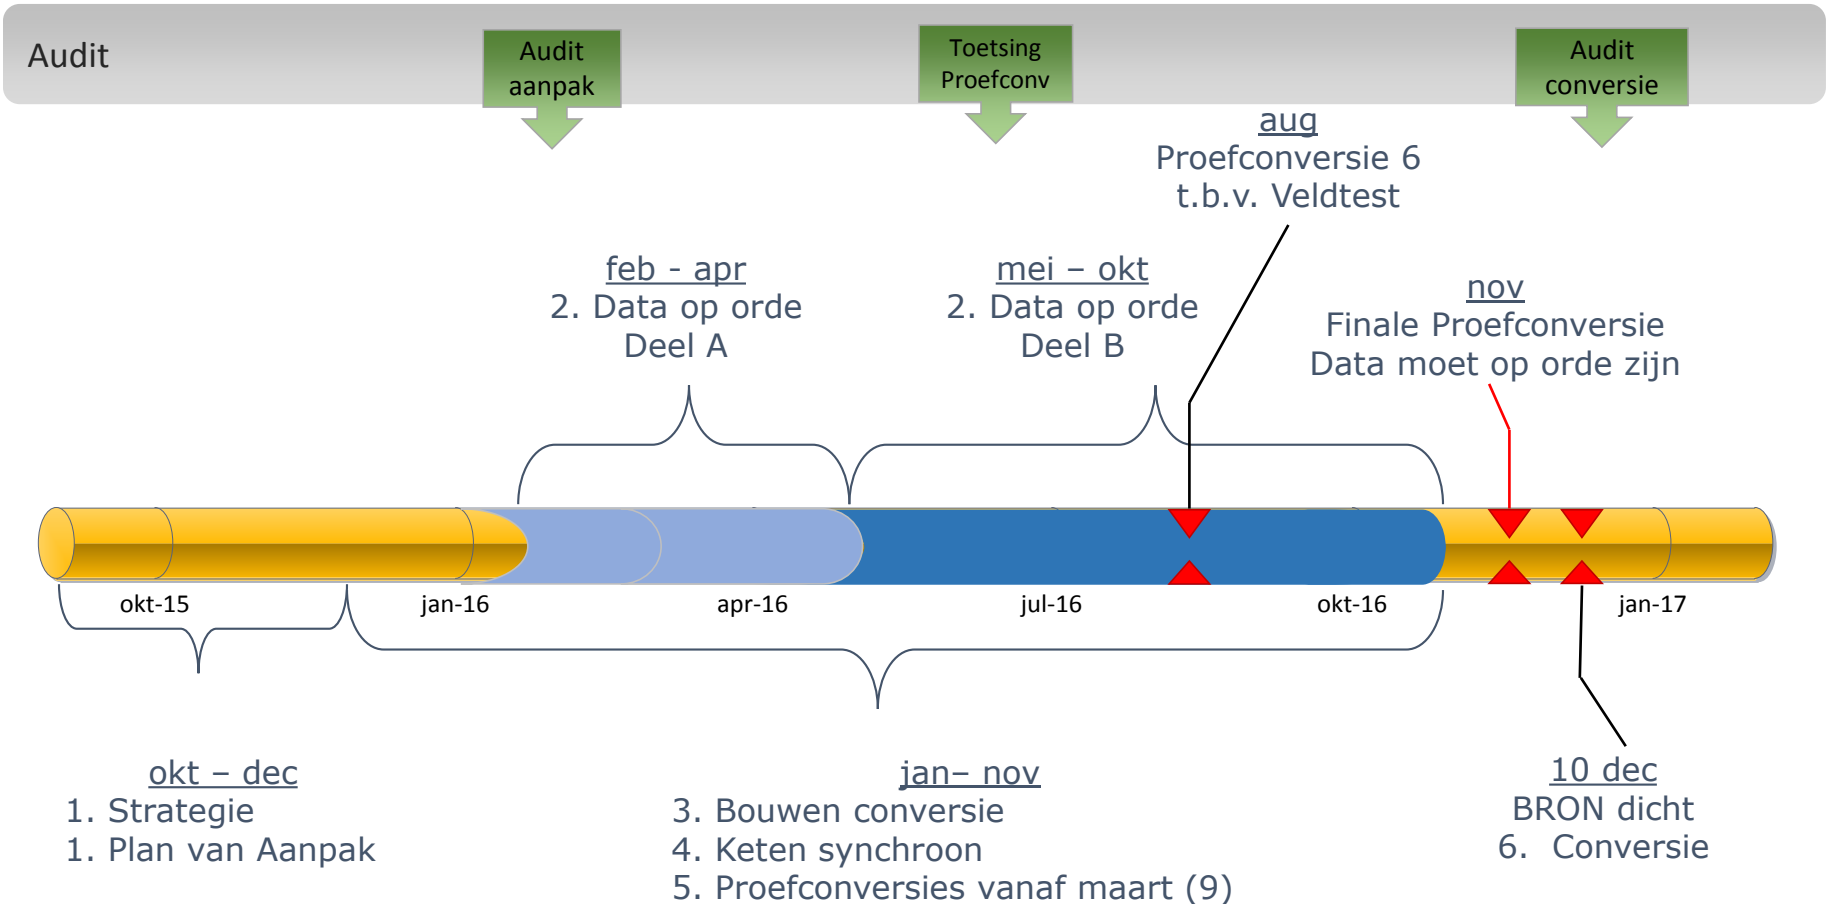 Audit
Audit
aanpak
Toetsing
Proefconv
Audit
conversie
aug
Proefconversie 6
t.b.v. Veldtest
feb - apr
2. Data op orde
Deel A
mei – okt
2. Data op orde
Deel B
nov
Finale Proefconversie
Data moet op orde zijn
okt-15
jan-16
apr-16
jul-16
okt-16
jan-17
okt – dec
1. Strategie
1. Plan van Aanpak
jan– nov
3. Bouwen conversie
4. Keten synchroon
5. Proefconversies vanaf maart (9)
10 dec
BRON dicht
6. Conversie